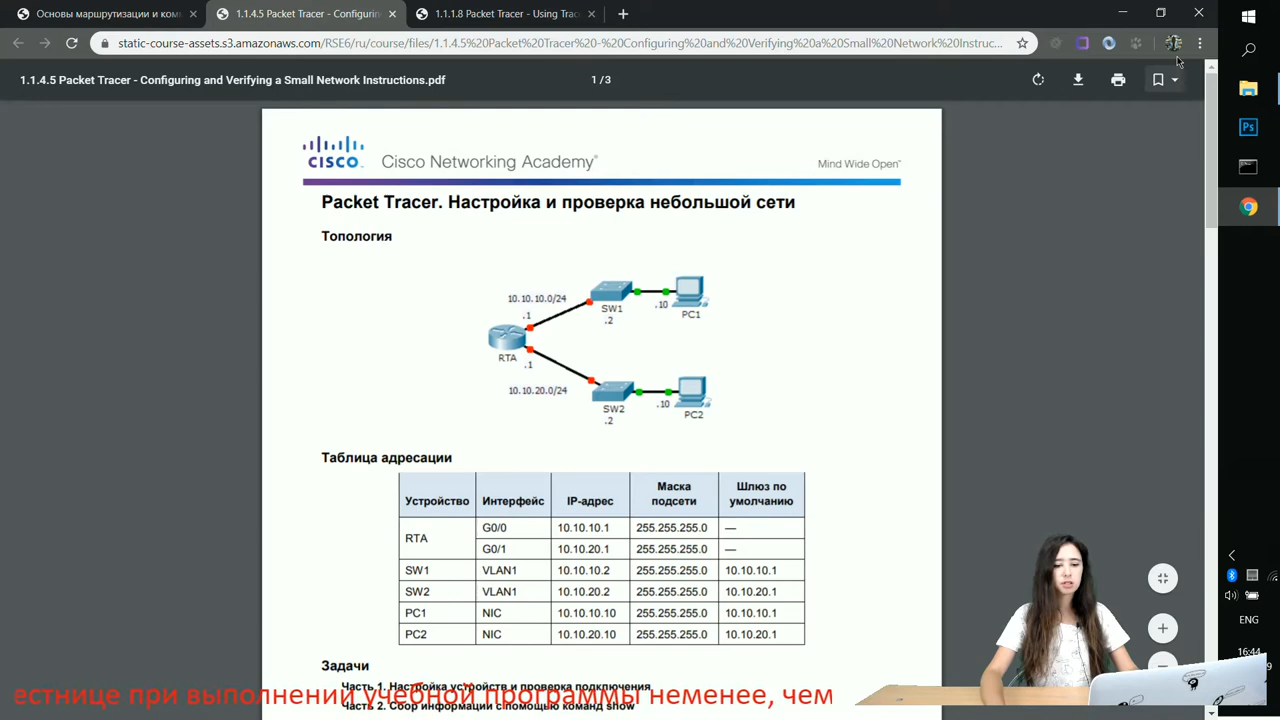 Основы маршрутизации и ком
1.1.4.5 Packet Tracer - Configurin
1.1.1.8 Packet Tracer - Using Trac
static-course-assets.s3.amazonaws.com/RSE6/ru/course/files/1.1.4.5%20Packet%20Tracer%20-%20Configuring%20and%20Verifying%20a%20Small%20Network%20Instruc...
1.1.4.5 Packet Tracer - Configuring and Verifying a Small Network Instructions.pdf
1/3
CISCO
Cisco Networking Academy®
Mind Wide Open™
Packet Tracer. Настройка и проверка небольшой сети
Топология
10.10.10.0/24
.1
SW1
.2
.10
PC1
RTA
.1
10.10.20.0/24
SW2
.2
.10
PC2
Таблица адресации
Устройство Интерфейс IP-адрес Маска подсети Шлюз по умолчанию
RTA G0/0 10.10.10.1 255.255.255.0 —
G0/1 10.10.20.1 255.255.255.0 —
SW1 VLAN1 10.10.10.2 255.255.255.0 10.10.10.1
SW2 VLAN1 10.10.20.2 255.255.255.0 10.10.20.1
PC1 NIC 10.10.10.10 255.255.255.0 10.10.10.1
PC2 NIC 10.10.20.10 255.255.255.0 10.10.20.1
Задачи
Часть 1. Настройка устройств и проверка подключения
естнице при выполнении учебной программы неменее, чем
Часть 2. Сбор информации с помощью команд show
Ps
ENG
16:44